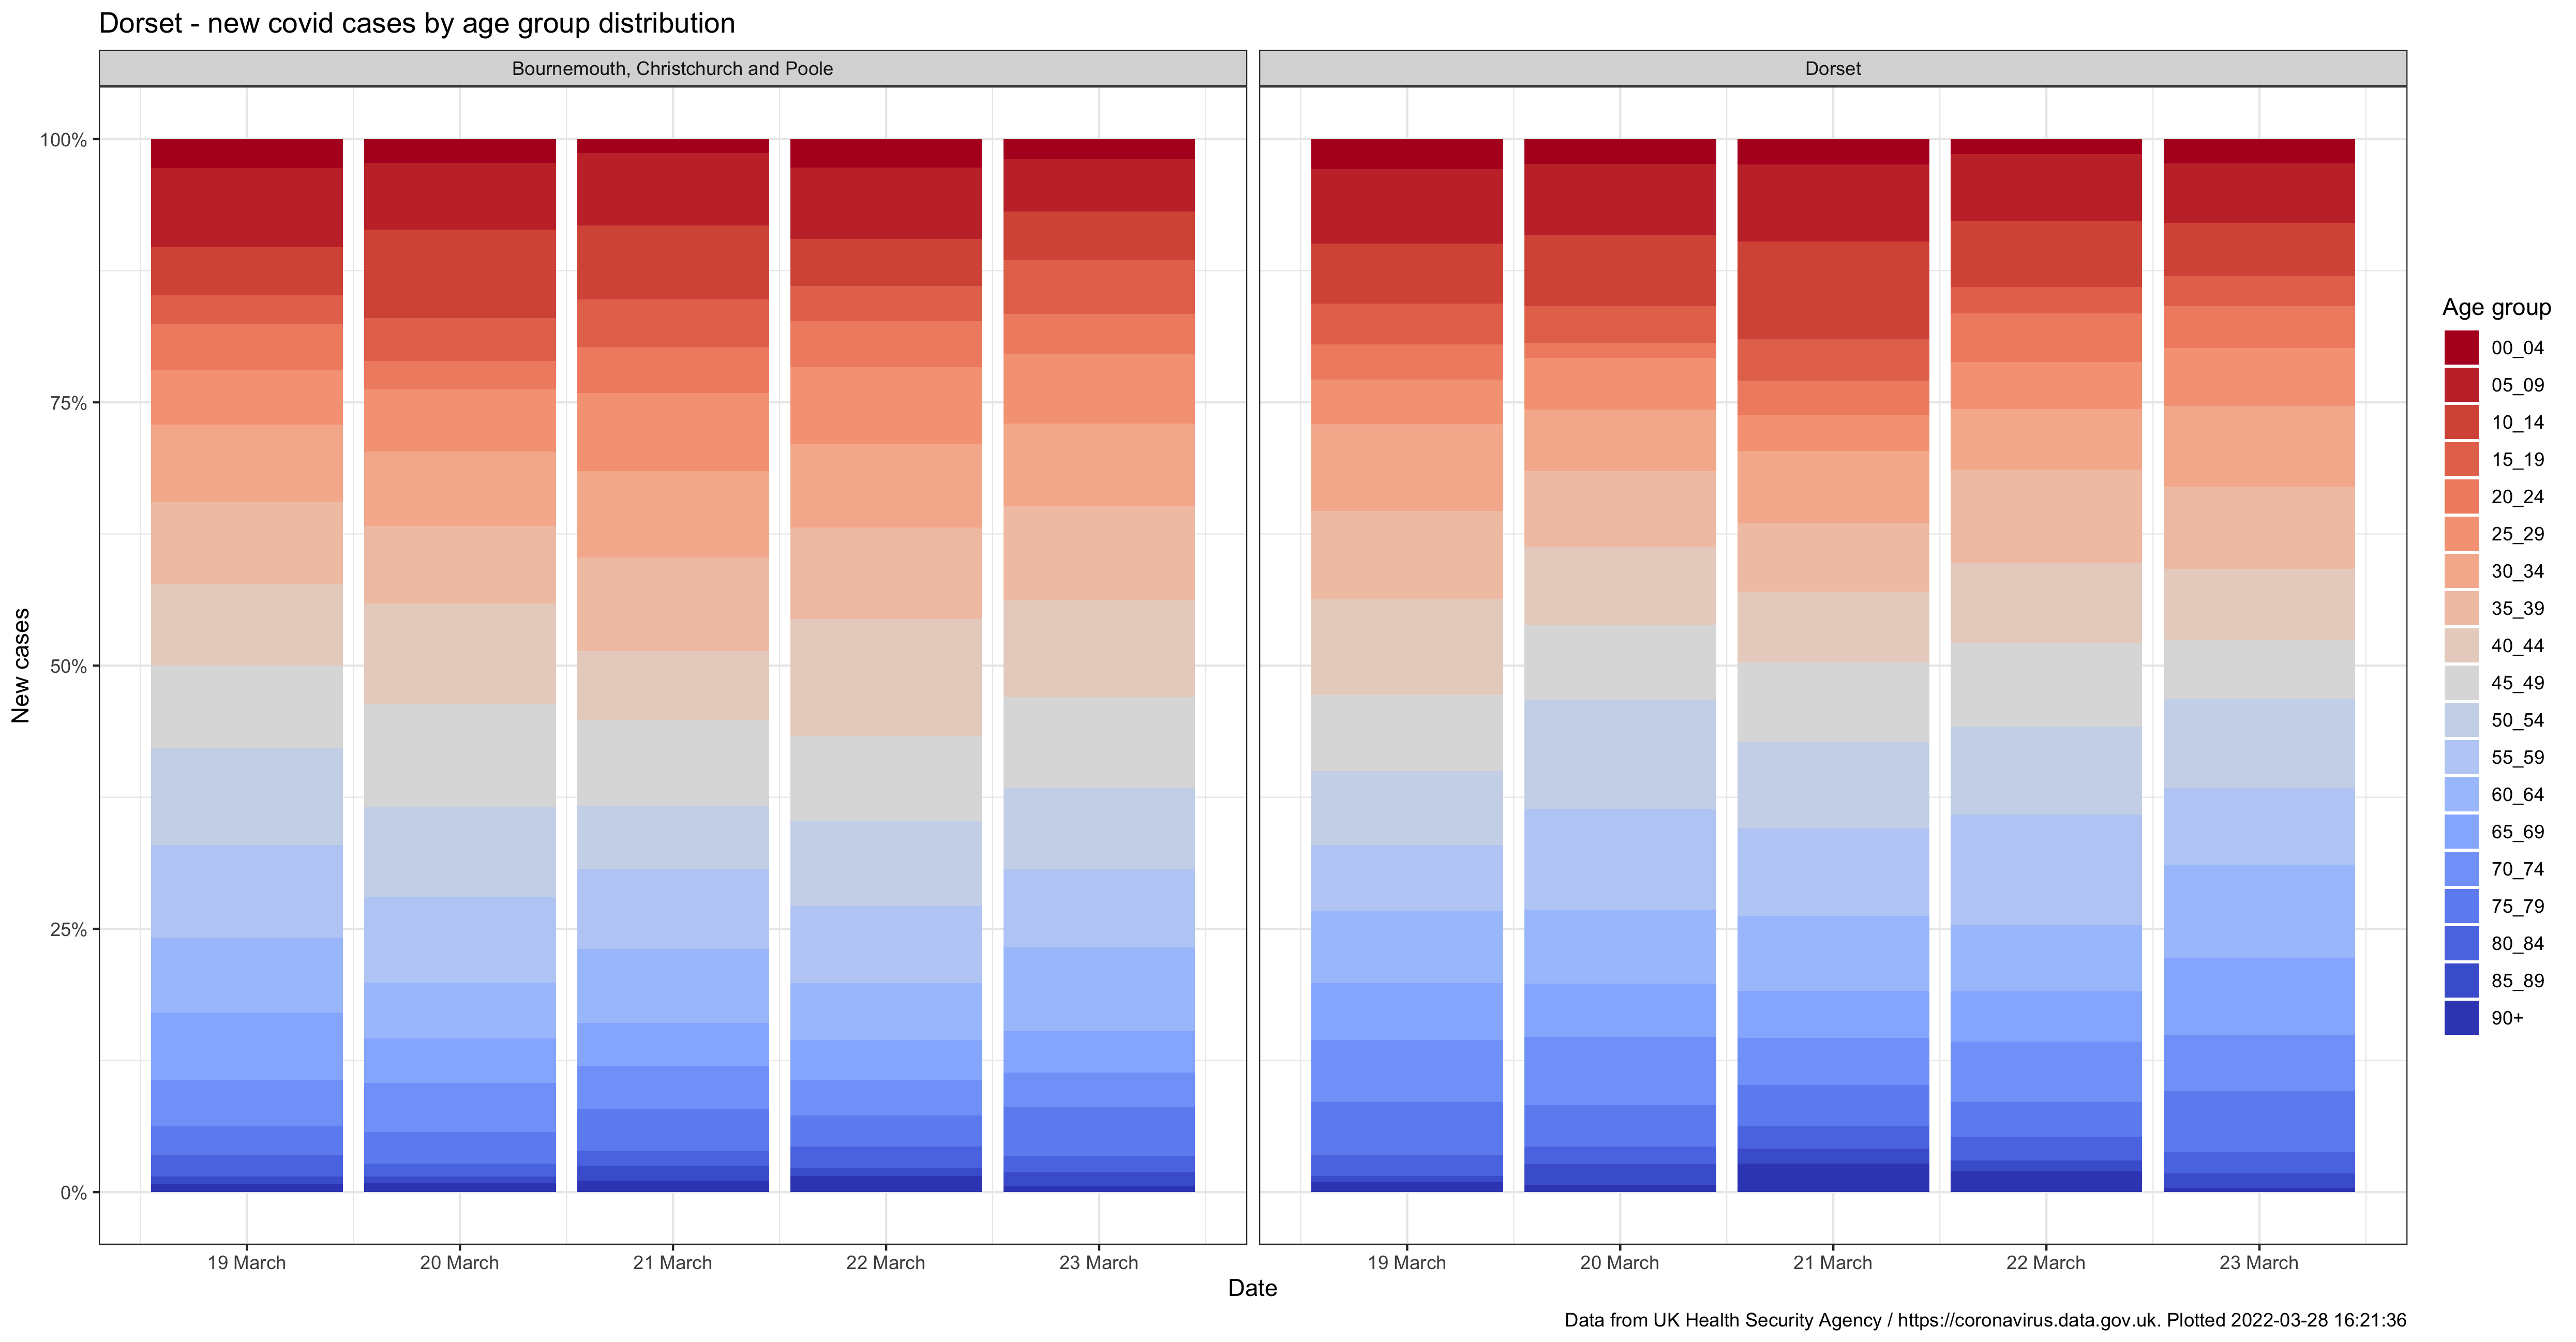 Dorset - new covid cases by age group distribution
Bournemouth, Christchurch and Poole
Dorset
New cases
100%
75%
50%
25%
0%
19 March
20 March
21 March
22 March
23 March
19 March
20 March
21 March
22 March
23 March
Date
Age group
00_04
05_09
10_14
15_19
20_24
25_29
30_34
35_39
40_44
45_49
50_54
55_59
60_64
65_69
70_74
75_79
80_84
85_89
90+
Data from UK Health Security Agency / https://coronavirus.data.gov.uk. Plotted 2022-03-28 16:21:36